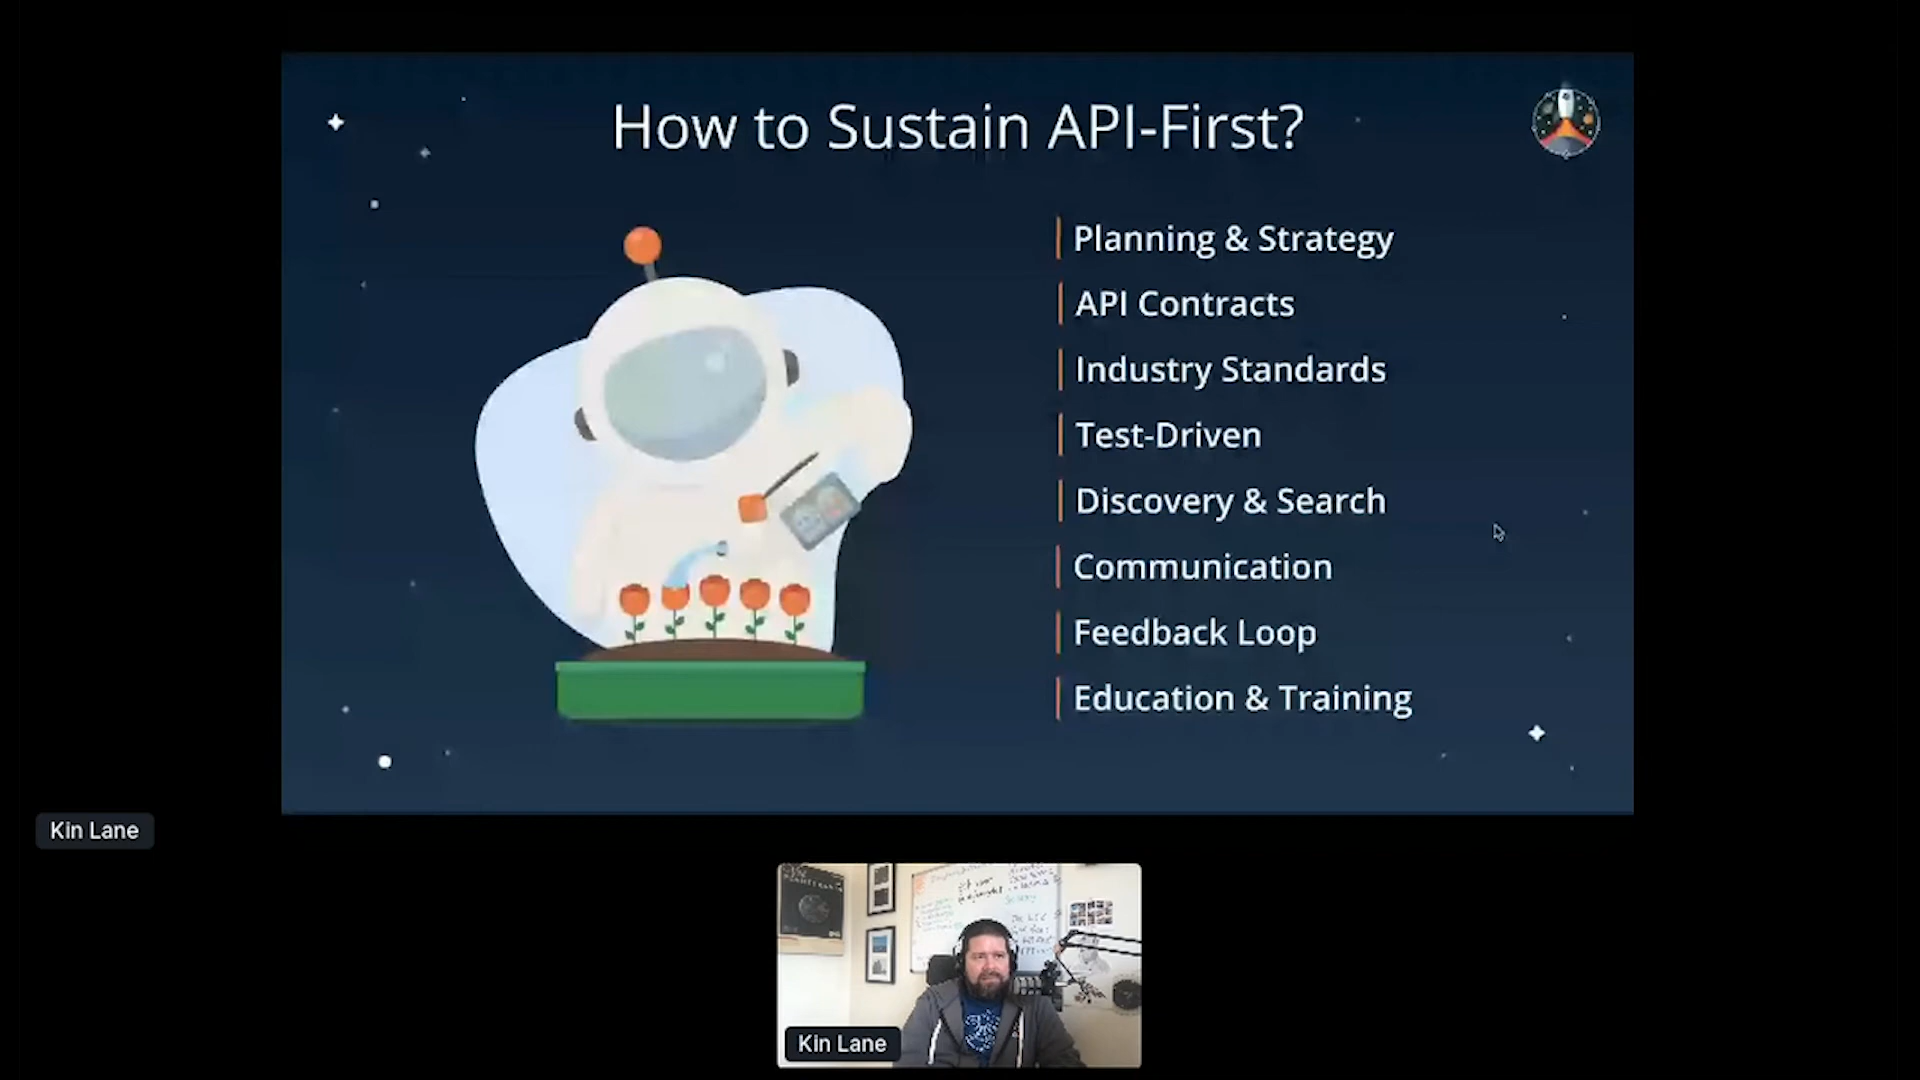 How to Sustain API-First?
Planning & Strategy
API Contracts
Industry Standards
Test-Driven
Discovery & Search
Communication
Feedback Loop
Education & Training
Kin Lane
Kin Lane